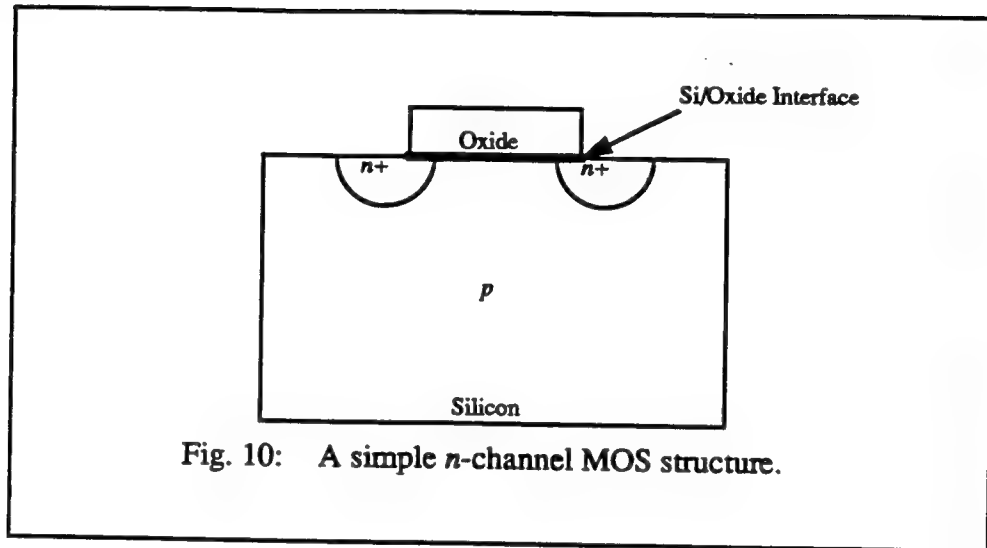 Si/Oxide Interface
Oxide
n+ n+
p
Silicon
Fig. 10: A simple n-channel MOS structure.